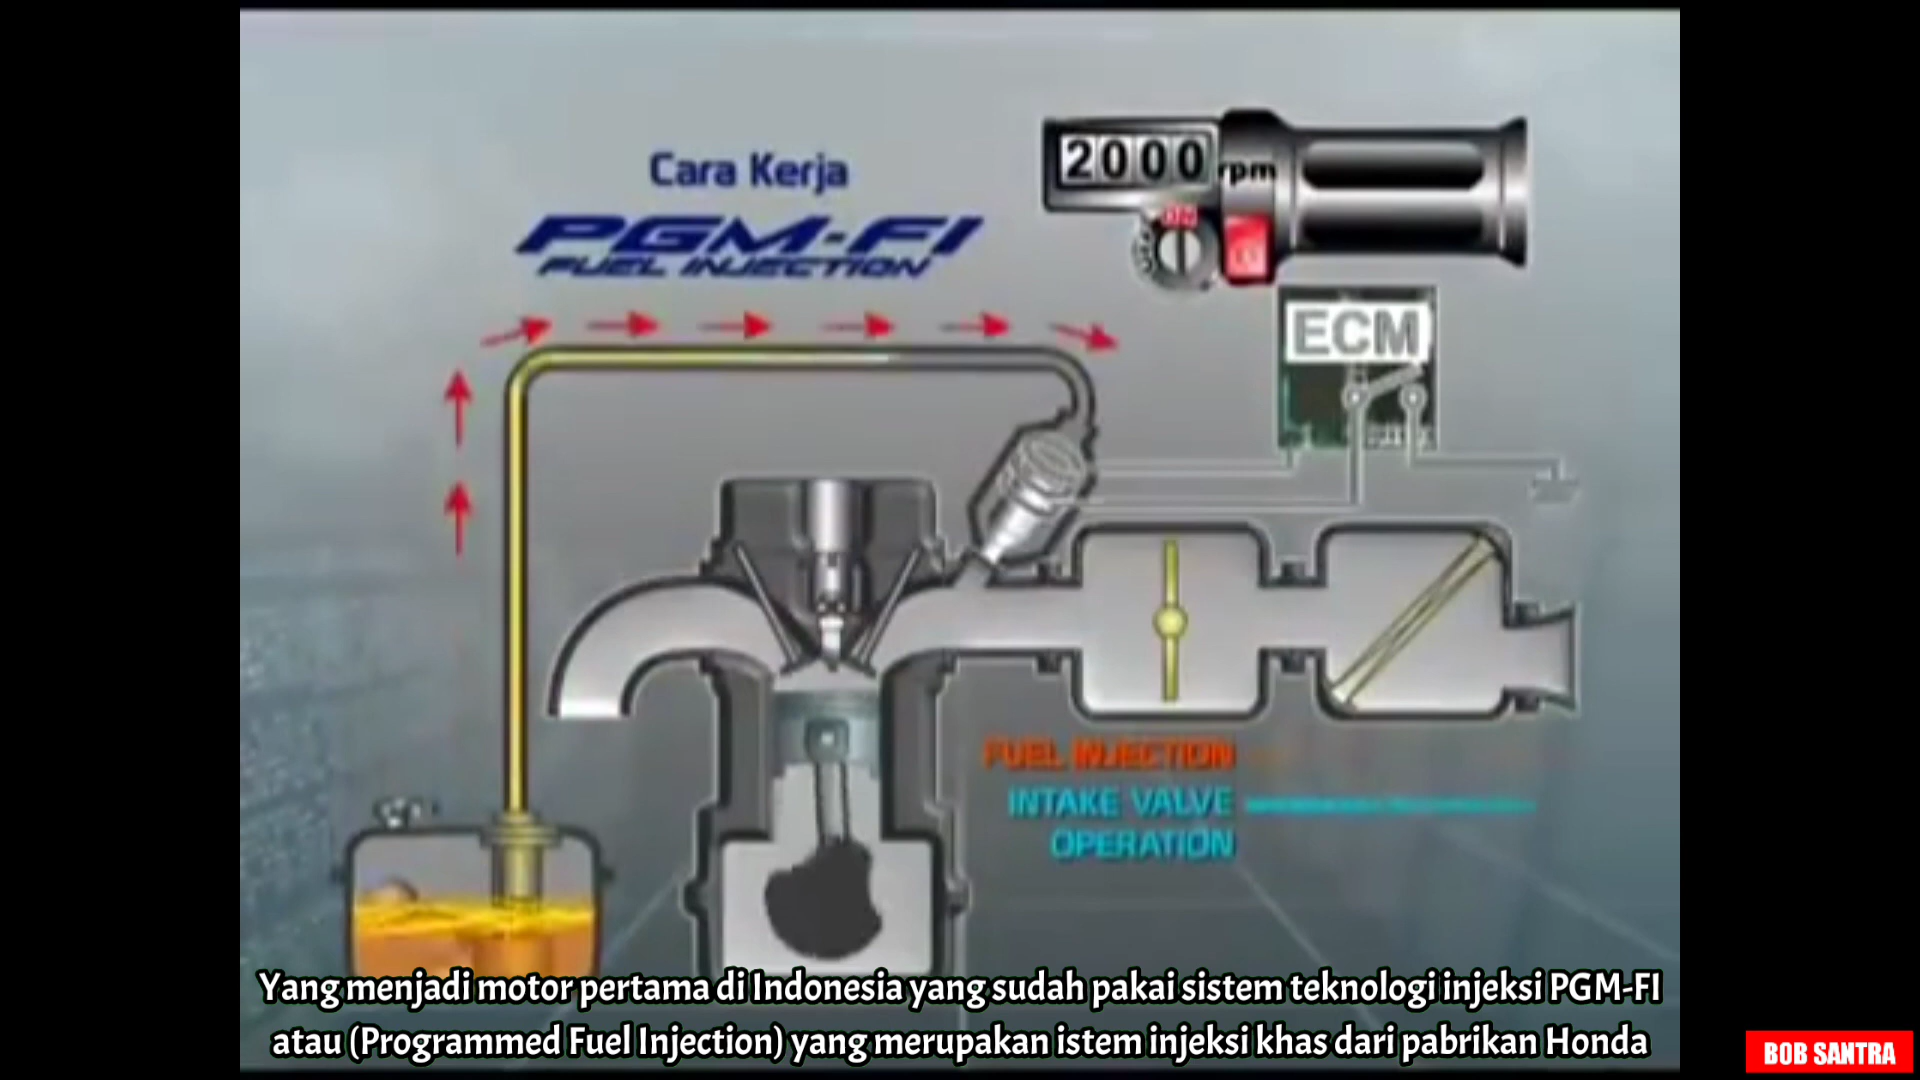 Cara Kerja
PGM-FI
FUEL INJECTION
2000 rpm
ON
ECM
FUEL INJECTION
INTAKE VALVE
OPERATION
Yang menjadi motor pertama di Indonesia yang sudah pakai sistem teknologi injeksi PGM-FI
atau (Programmed Fuel Injection) yang merupakan istem injeksi khas dari pabrikan Honda
BOB SANTRA